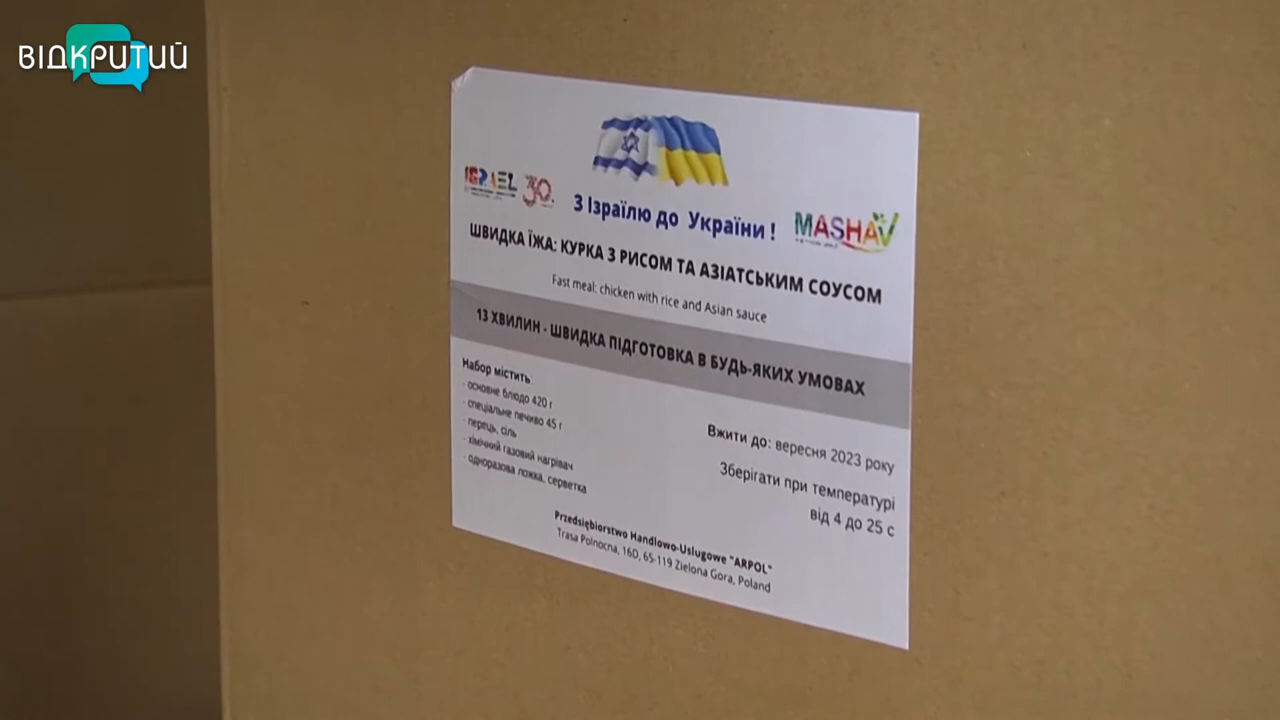 ВІДКРИТИЙ
ISRAEL 30
З Ізраїлю до України !
MASHAV
ШВИДКА ЇЖА: КУРКА З РИСОМ ТА АЗІАТСЬКИМ СОУСОМ
Fast meal: chicken with rice and Asian sauce
13 ХВИЛИН - ШВИДКА ПІДГОТОВКА В БУДЬ-ЯКИХ УМОВАХ
Набор містить:
- основне блюдо 420 г
- спеціальне печиво 45 г
- перець, сіль
- хімічний газовий нагрівач
- одноразова ложка, серветка
Вжити до: вересня 2023 року
Зберігати при температурі
від 4 до 25 с
Przedsiębiorstwo Handlowo-Usługowe "ARPOL"
Trasa Polnocna, 16D, 65-119 Zielona Gora, Poland